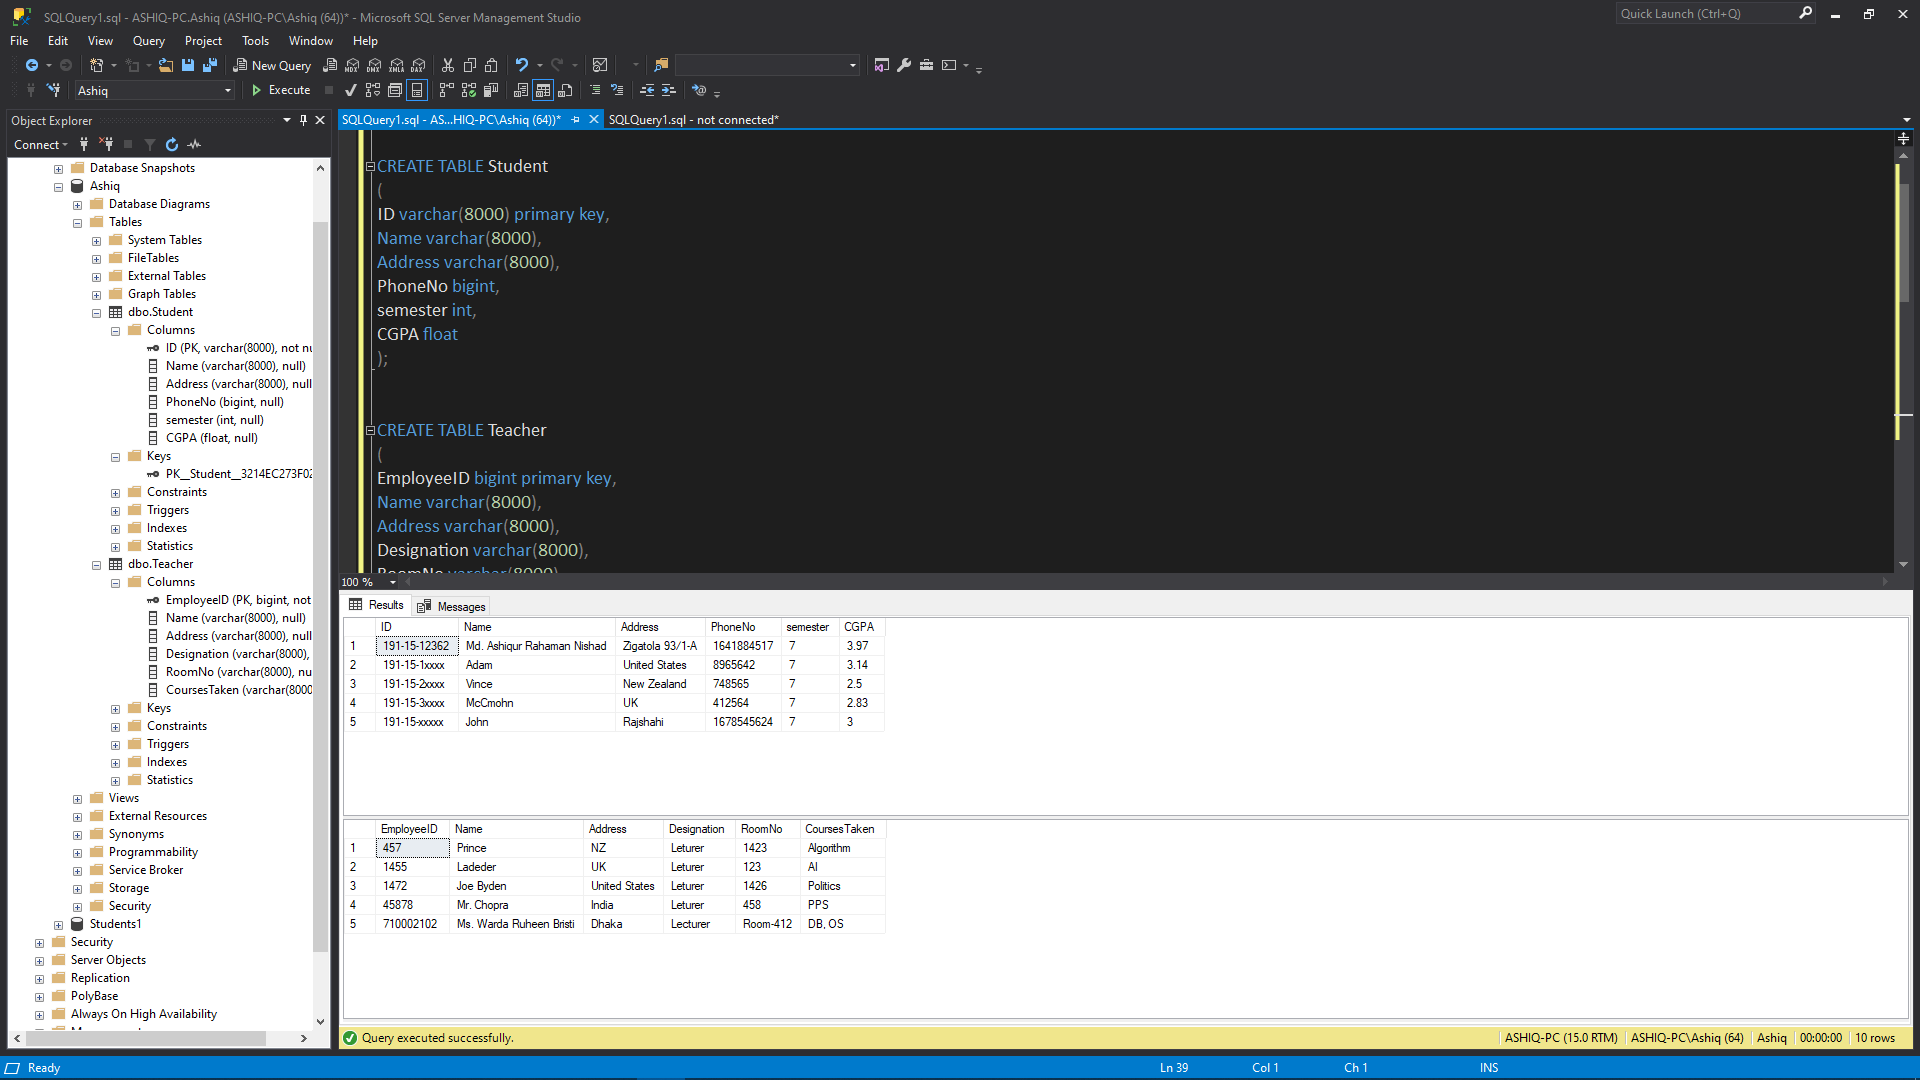 SQLQuery1.sql - ASHIQ-PC.Ashiq (ASHIQ-PC\Ashiq (64))* - Microsoft SQL Server Management Studio
Quick Launch (Ctrl+Q)
File Edit View Query Project Tools Window Help
New Query
MDX DMX XMLA DAX
Ashiq Execute
Object Explorer
Connect
Database Snapshots
Ashiq
Database Diagrams
Tables
System Tables
FileTables
External Tables
Graph Tables
dbo.Student
Columns
ID (PK, varchar(8000), not nu
Name (varchar(8000), null)
Address (varchar(8000), null
PhoneNo (bigint, null)
semester (int, null)
CGPA (float, null)
Keys
PK__Student__3214EC273F02
Constraints
Triggers
Indexes
Statistics
dbo.Teacher
Columns
EmployeeID (PK, bigint, not
Name (varchar(8000), null)
Address (varchar(8000), null
Designation (varchar(8000),
RoomNo (varchar(8000), nu
CoursesTaken (varchar(8000
Keys
Constraints
Triggers
Indexes
Statistics
Views
External Resources
Synonyms
Programmability
Service Broker
Storage
Security
Students1
Security
Server Objects
Replication
PolyBase
Always On High Availability
SQLQuery1.sql - AS...HIQ-PC\Ashiq (64))* SQLQuery1.sql - not connected*
CREATE TABLE Student
(
ID varchar(8000) primary key,
Name varchar(8000),
Address varchar(8000),
PhoneNo bigint,
semester int,
CGPA float
);
CREATE TABLE Teacher
(
EmployeeID bigint primary key,
Name varchar(8000),
Address varchar(8000),
Designation varchar(8000),
RoomNo varchar(8000)
100 %
Results Messages
ID Name Address PhoneNo semester CGPA
1 191-15-12362 Md. Ashiqur Rahaman Nishad Zigatola 93/1-A 1641884517 7 3.97
2 191-15-1xxxx Adam United States 8965642 7 3.14
3 191-15-2xxxx Vince New Zealand 748565 7 2.5
4 191-15-3xxxx McCmohn UK 412564 7 2.83
5 191-15-xxxxx John Rajshahi 1678545624 7 3
EmployeeID Name Address Designation RoomNo CoursesTaken
1 457 Prince NZ Leturer 1423 Algorithm
2 1455 Ladeder UK Leturer 123 AI
3 1472 Joe Byden United States Leturer 1426 Politics
4 45878 Mr. Chopra India Leturer 458 PPS
5 710002102 Ms. Warda Ruheen Bristi Dhaka Lecturer Room-412 DB, OS
Query executed successfully. ASHIQ-PC (15.0 RTM) ASHIQ-PC\Ashiq (64) Ashiq 00:00:00 10 rows
Ready Ln 39 Col 1 Ch 1 INS